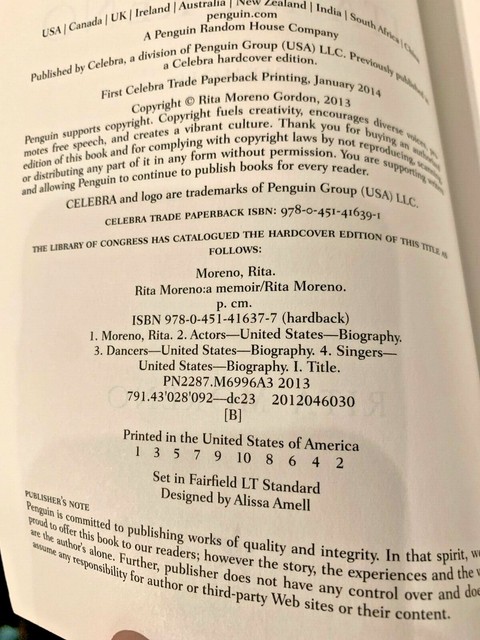 USA | Canada | UK | Ireland | Australia | New Zealand | India | South Africa | China
penguin.com
A Penguin Random House Company
Published by Celebra, a division of Penguin Group (USA) LLC. Previously published in
a Celebra hardcover edition.
First Celebra Trade Paperback Printing, January 2014
Copyright © Rita Moreno Gordon, 2013
Penguin supports copyright. Copyright fuels creativity, encourages diverse voices, pro-
motes free speech, and creates a vibrant culture. Thank you for buying an authorized
edition of this book and for complying with copyright laws by not reproducing, scanning,
or distributing any part of it in any form without permission. You are supporting writers
and allowing Penguin to continue to publish books for every reader.
CELEBRA and logo are trademarks of Penguin Group (USA) LLC.
CELEBRA TRADE PAPERBACK ISBN: 978-0-451-41639-1
THE LIBRARY OF CONGRESS HAS CATALOGUED THE HARDCOVER EDITION OF THIS TITLE AS
FOLLOWS:
Moreno, Rita.
Rita Moreno:a memoir/Rita Moreno.
p. cm.
ISBN 978-0-451-41637-7 (hardback)
1. Moreno, Rita. 2. Actors—United States—Biography.
3. Dancers—United States—Biography. 4. Singers—
United States—Biography. I. Title.
PN2287.M6996A3 2013
791.43'028'092—dc23 2012046030
[B]
Printed in the United States of America
1 3 5 7 9 10 8 6 4 2
Set in Fairfield LT Standard
Designed by Alissa Amell
PUBLISHER'S NOTE
Penguin is committed to publishing works of quality and integrity. In that spirit, we
proud to offer this book to our readers; however the story, the experiences and the
are the author's alone. Further, publisher does not have any control over and does
assume any responsibility for author or third-party Web sites or their content.